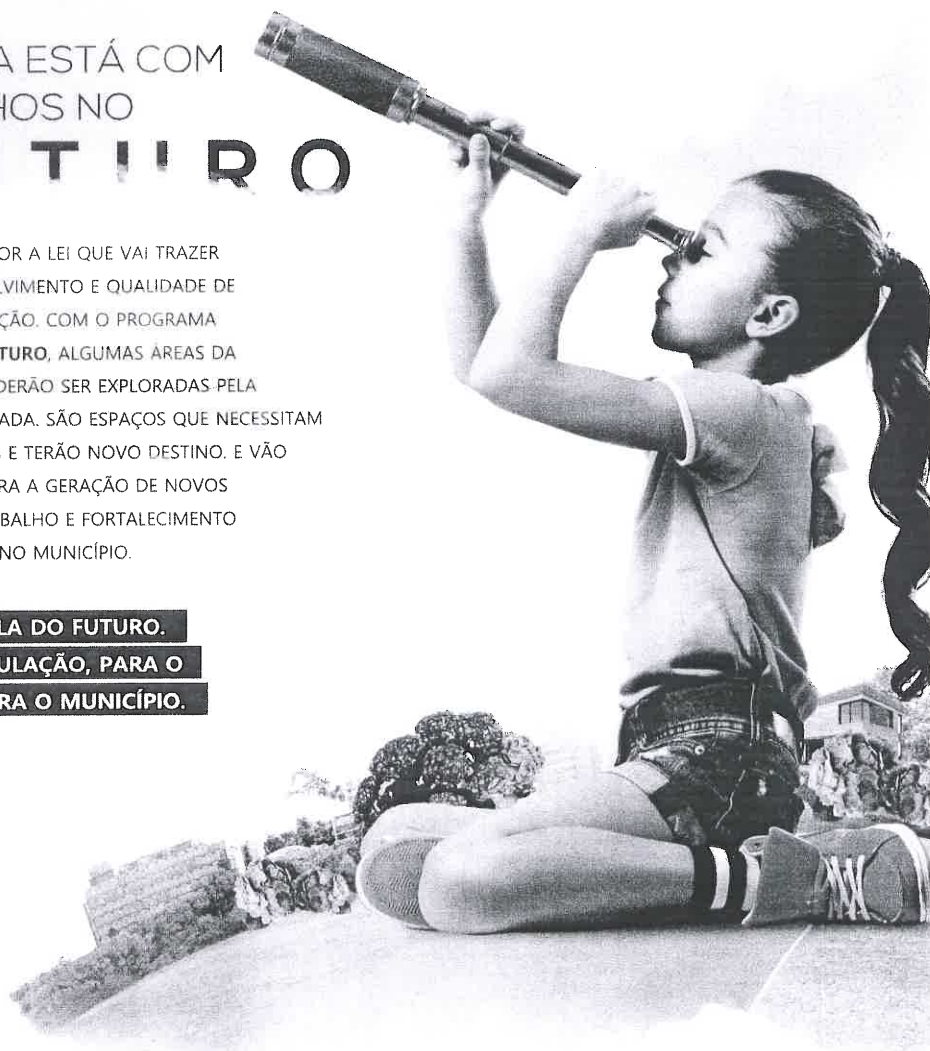 A ESTÁ COM
HOS NO
TURO
OR A LEI QUE VAI TRAZER
LVIMENTO E QUALIDADE DE
ÇÃO. COM O PROGRAMA
TURO, ALGUMAS ÁREAS DA
DERÃO SER EXPLORADAS PELA
ADA. SÃO ESPAÇOS QUE NECESSITAM
E TERÃO NOVO DESTINO. E VÃO
RA A GERAÇÃO DE NOVOS
BALHO E FORTALECIMENTO
NO MUNICÍPIO.
LA DO FUTURO.
ULAÇÃO, PARA O
RA O MUNICÍPIO.